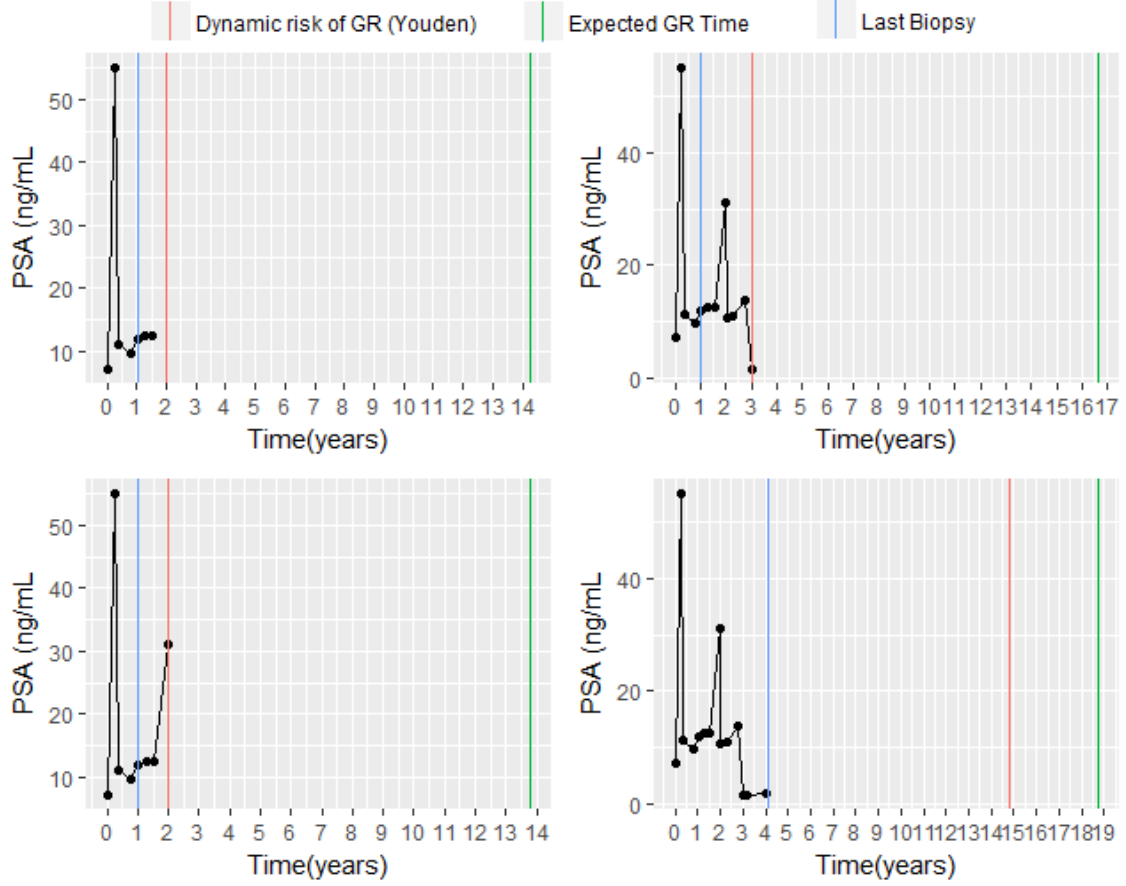 Dynamic risk of GR (Youden) Expected GR Time Last Biopsy
PSA (ng/mL
50
40
30
20
10
0 1 2 3 4 5 6 7 8 9 10 11 12 13 14
Time(years)
PSA (ng/mL
40
20
0
0 1 2 3 4 5 6 7 8 9 10 11 12 13 14 15 16 17
Time(years)
PSA (ng/mL
50
40
30
20
10
0 1 2 3 4 5 6 7 8 9 10 11 12 13 14
Time(years)
PSA (ng/mL
40
20
0
0 1 2 3 4 5 6 7 8 9 10 11 12 13 14 15 16 17 18 19
Time(years)